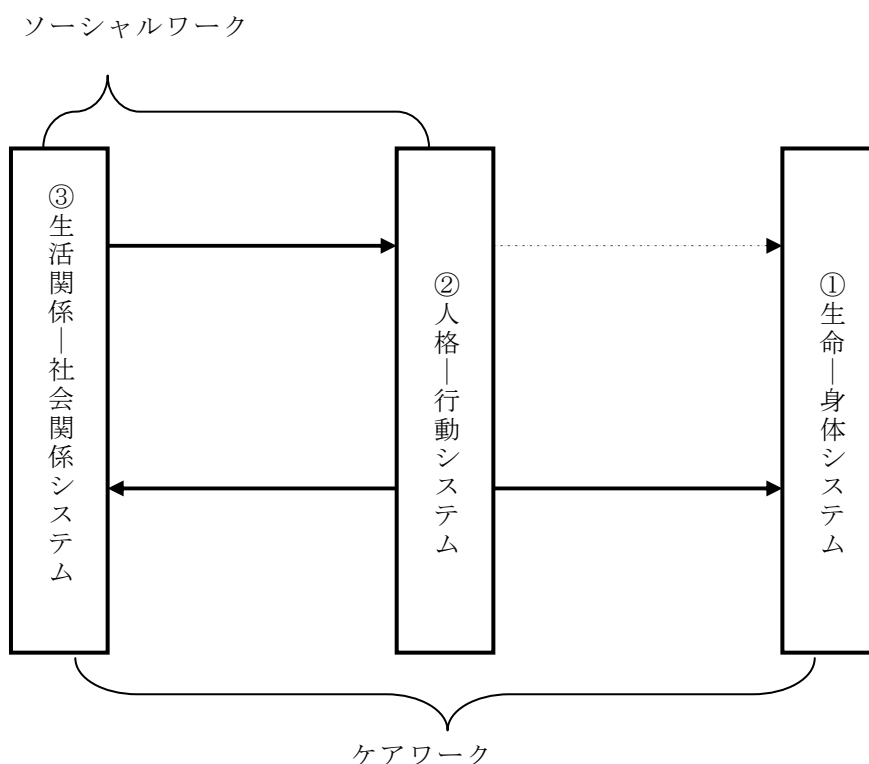 ソーシャルワーク
③生活関係―社会関係システム
②人格―行動システム
①生命―身体システム
ケアワーク